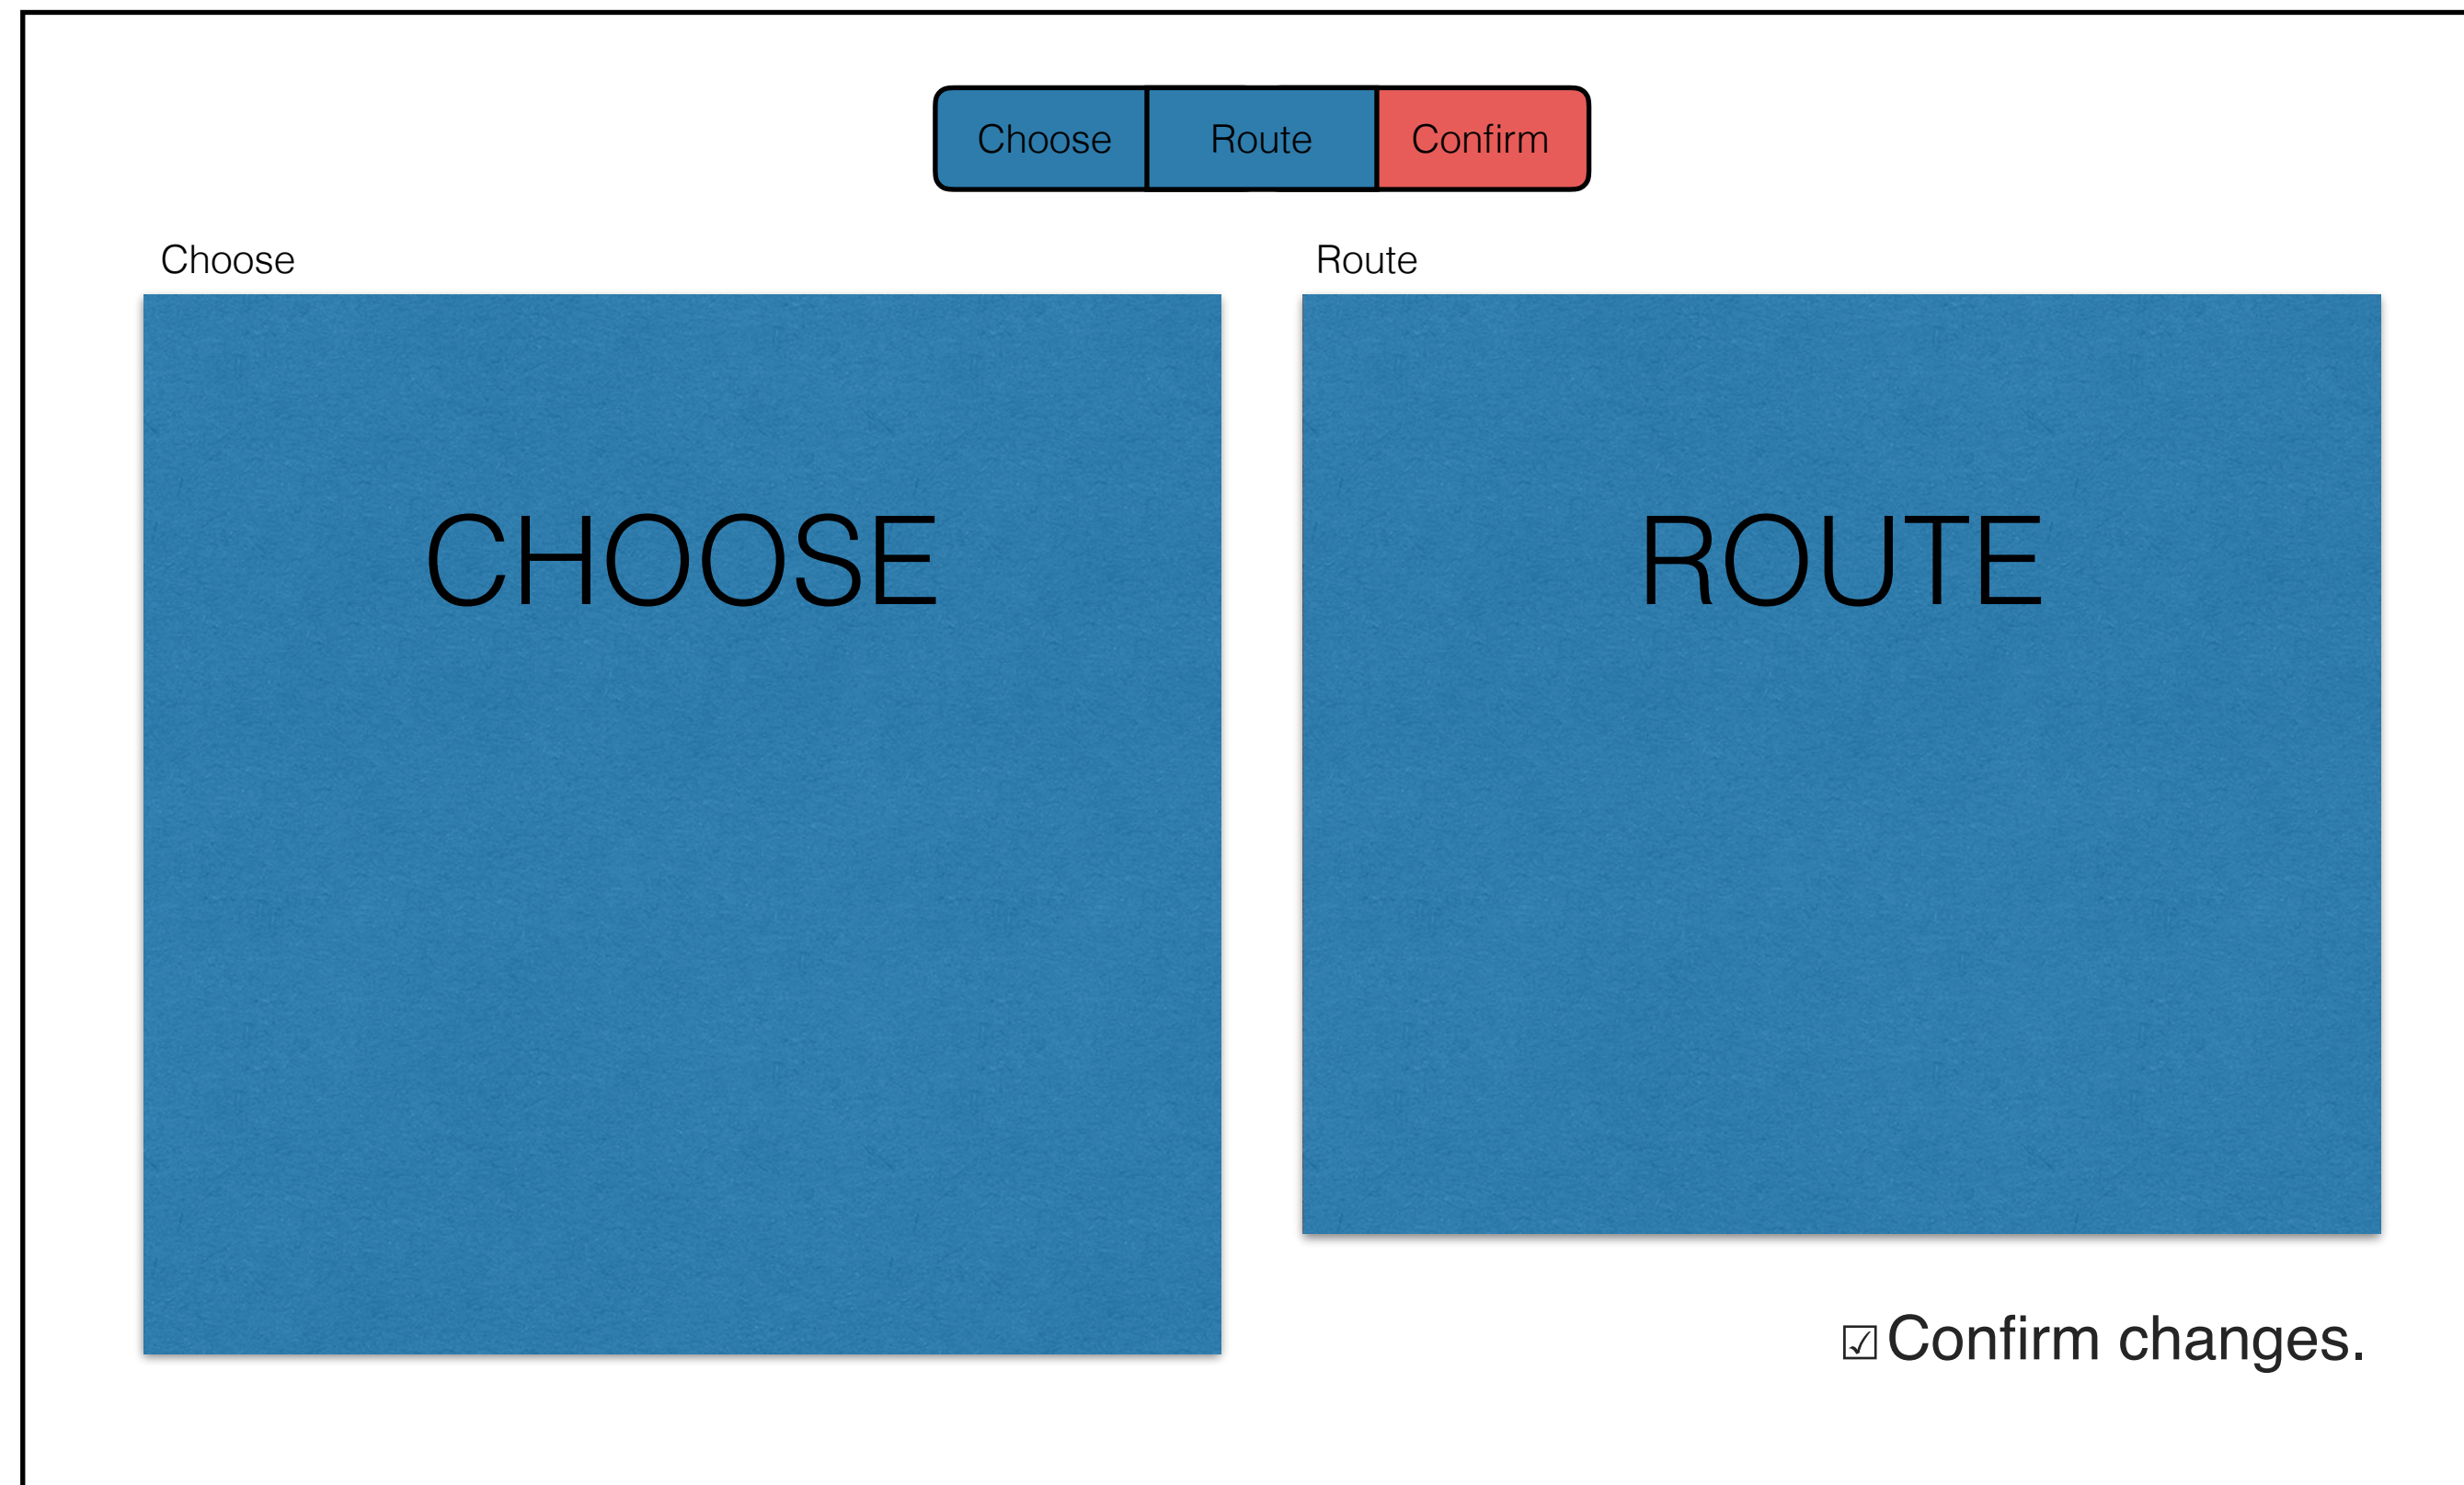 Choose Route Confirm
Choose
Route
CHOOSE
ROUTE
☑ Confirm changes.